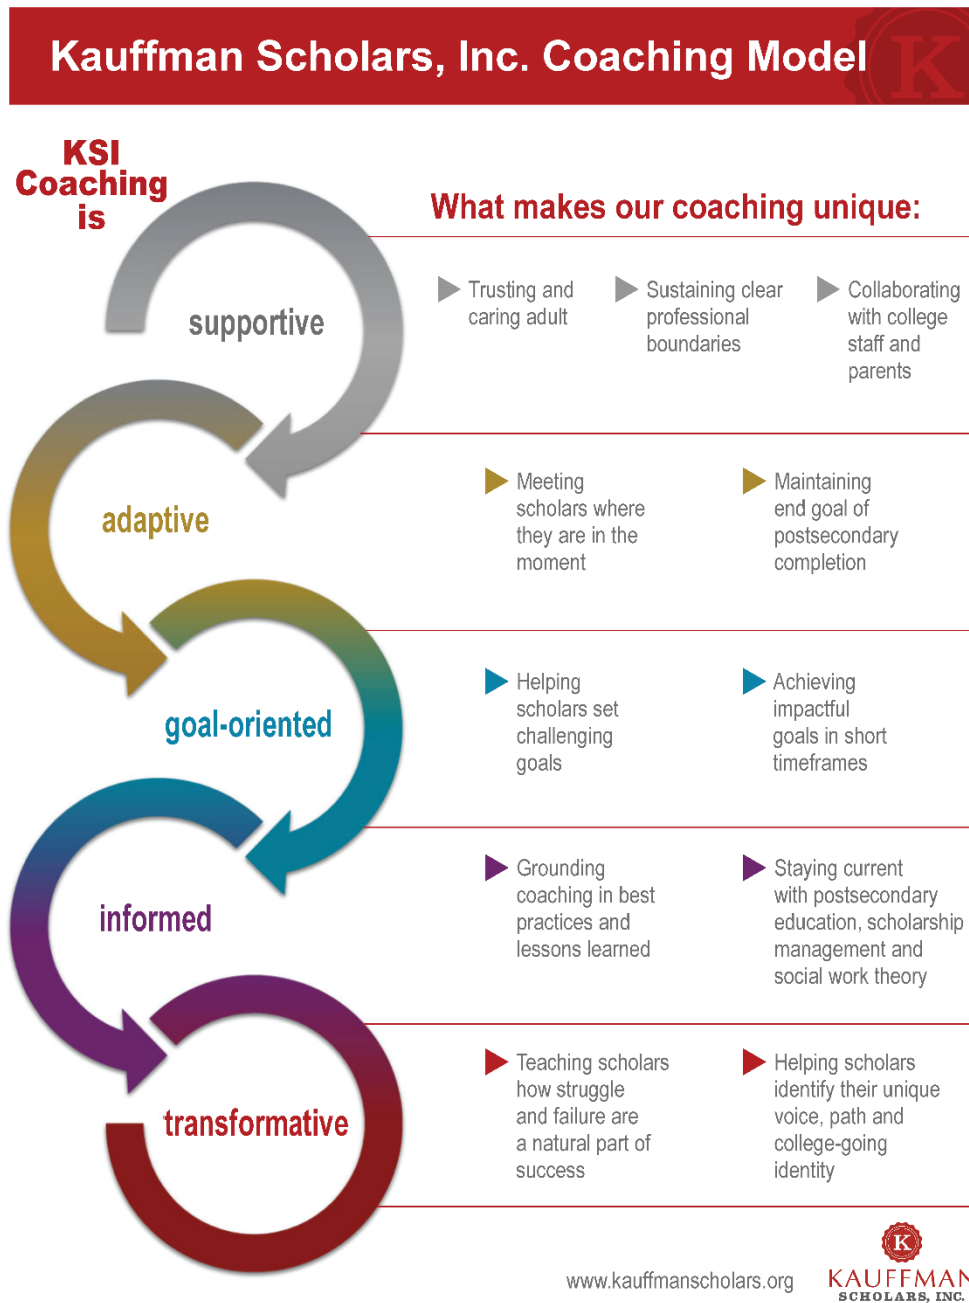 Kauffman Scholars, Inc. Coaching Model
K
KSI
Coaching
is
What makes our coaching unique:
supportive
Trusting and
caring adult
Sustaining clear
professional
boundaries
Collaborating
with college
staff and
parents
adaptive
Meeting
scholars where
they are in the
moment
Maintaining
end goal of
postsecondary
completion
goal-oriented
Helping
scholars set
challenging
goals
Achieving
impactful
goals in short
timeframes
informed
Grounding
coaching in best
practices and
lessons learned
Staying current
with postsecondary
education, scholarship
management and
social work theory
transformative
Teaching scholars
how struggle
and failure are
a natural part of
success
Helping scholars
identify their unique
voice, path and
college-going
identity
www.kauffmanscholars.org
K
KAUFFMAN
SCHOLARS, INC.